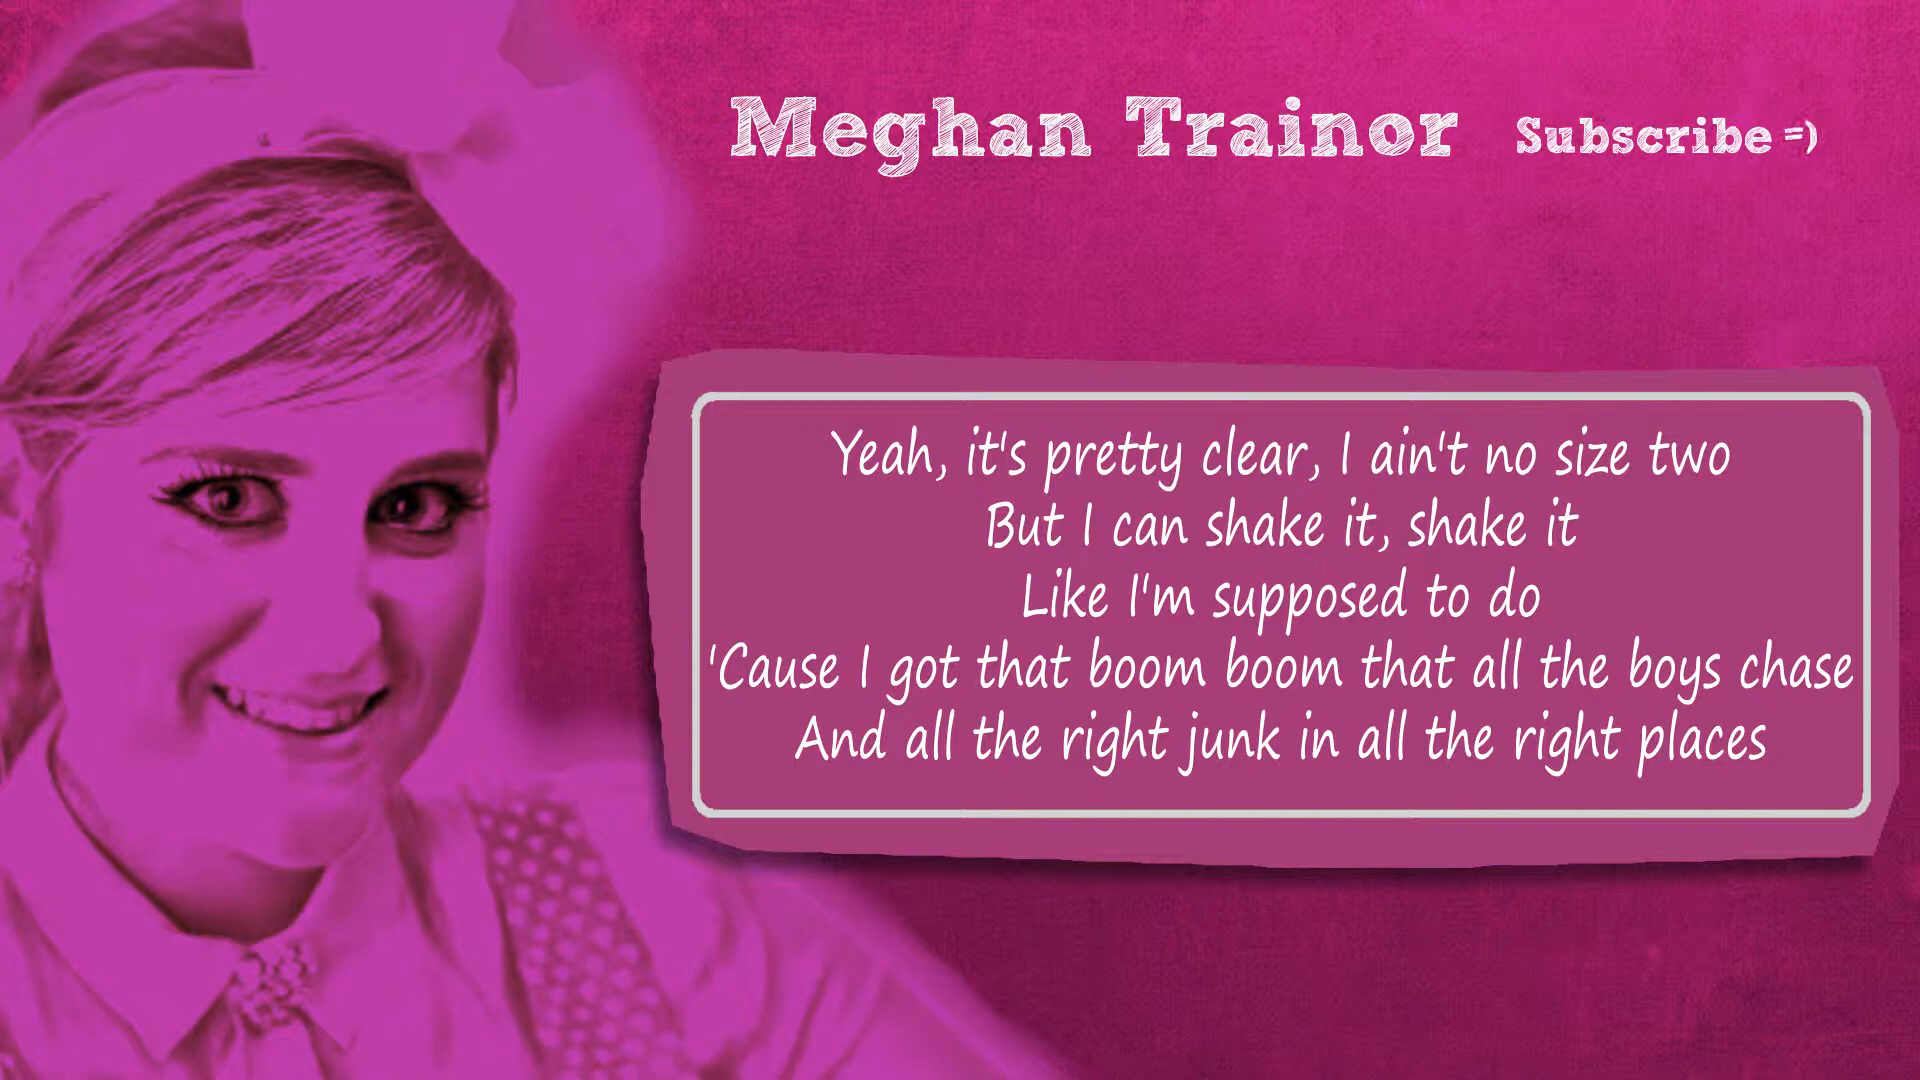 Meghan Trainor Subscribe =)
Yeah, it's pretty clear, I ain't no size two
But I can shake it, shake it
Like I'm supposed to do
'Cause I got that boom boom that all the boys chase
And all the right junk in all the right places